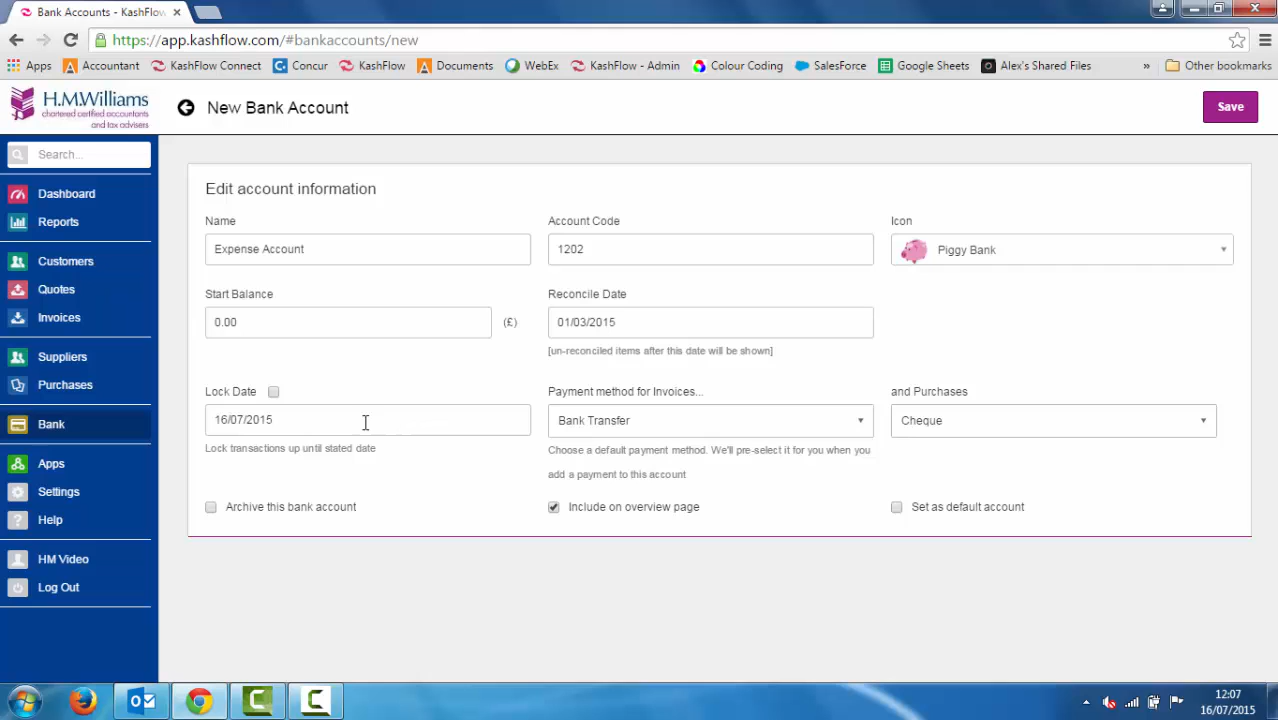 Bank Accounts - KashFlow
https://app.kashflow.com/#bankaccounts/new
Apps Accountant KashFlow Connect Concur KashFlow Documents WebEx KashFlow - Admin Colour Coding SalesForce Google Sheets Alex's Shared Files » Other bookmarks
H.M.Williams
chartered certified accountants
and tax advisers
New Bank Account
Save
Search...
Dashboard
Reports
Customers
Quotes
Invoices
Suppliers
Purchases
Bank
Apps
Settings
Help
HM Video
Log Out
Edit account information
Name Account Code Icon
Expense Account 1202 Piggy Bank
Start Balance Reconcile Date
0.00 (£) 01/03/2015
[un-reconciled items after this date will be shown]
Lock Date Payment method for Invoices... and Purchases
16/07/2015 Bank Transfer Cheque
Lock transactions up until stated date Choose a default payment method. We'll pre-select it for you when you
add a payment to this account
Archive this bank account Include on overview page Set as default account
12:07
16/07/2015